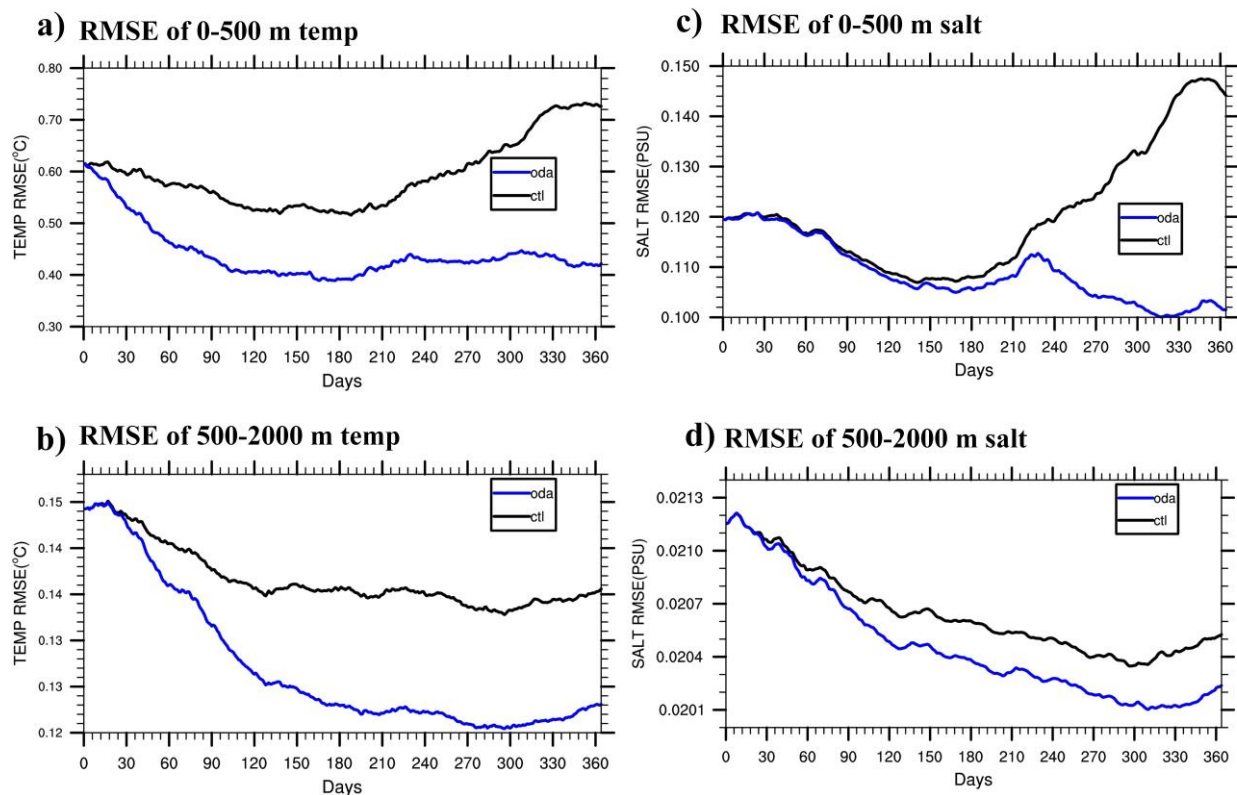 a) RMSE of 0-500 m temp
TEMP RMSE(°C)
0.80
0.70
0.60
0.50
0.40
0.30
oda
ctl
0 30 60 90 120 150 180 210 240 270 300 330 360
Days
c) RMSE of 0-500 m salt
SALT RMSE(PSU)
0.150
0.140
0.130
0.120
0.110
0.100
oda
ctl
0 30 60 90 120 150 180 210 240 270 300 330 360
Days
b) RMSE of 500-2000 m temp
TEMP RMSE(°C)
0.15
0.14
0.14
0.13
0.13
0.12
oda
ctl
0 30 60 90 120 150 180 210 240 270 300 330 360
Days
d) RMSE of 500-2000 m salt
SALT RMSE(PSU)
0.0213
0.0210
0.0207
0.0204
0.0201
oda
ctl
0 30 60 90 120 150 180 210 240 270 300 330 360
Days